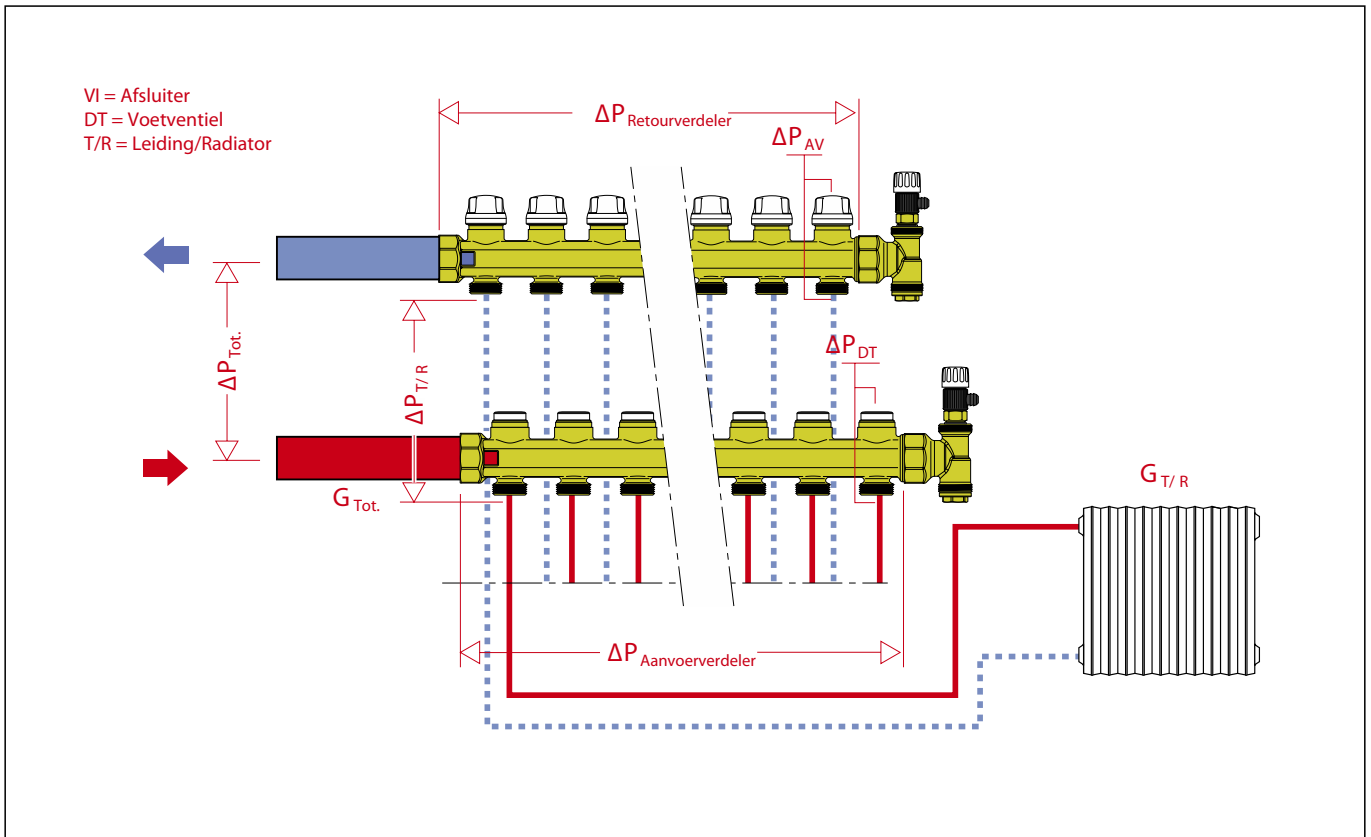 VI = Afsluiter
DT = Voetventiel
T/R = Leiding/Radiator
ΔP Retourverdeler
ΔP AV
ΔP Tot.
ΔP T/ R
ΔP DT
G Tot.
G T/ R
ΔP Aanvoerverdeler